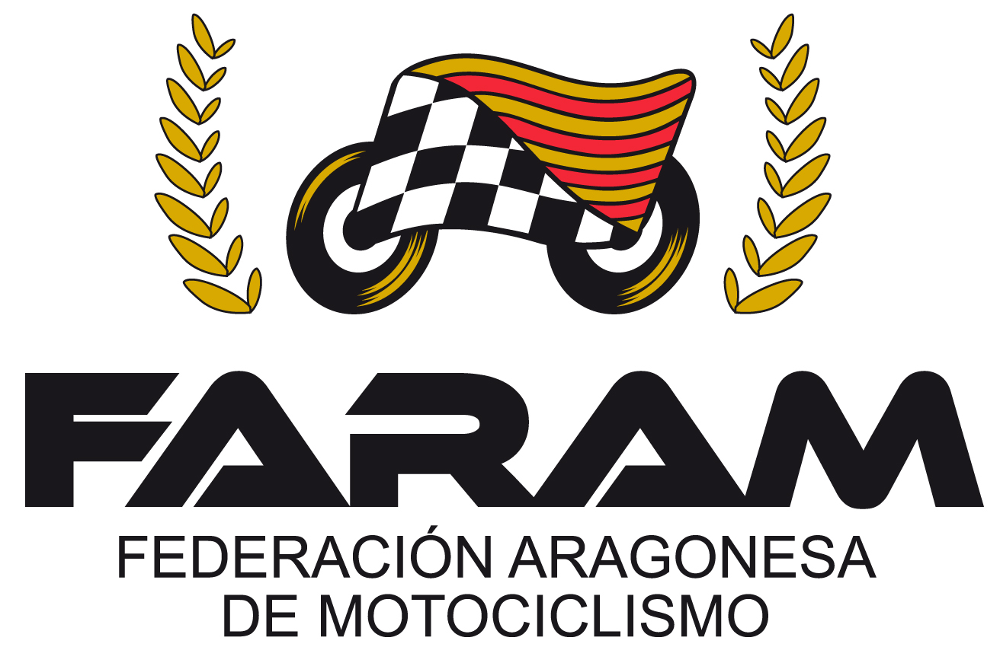 FARAM
FEDERACIÓN ARAGONESA
DE MOTOCICLISMO